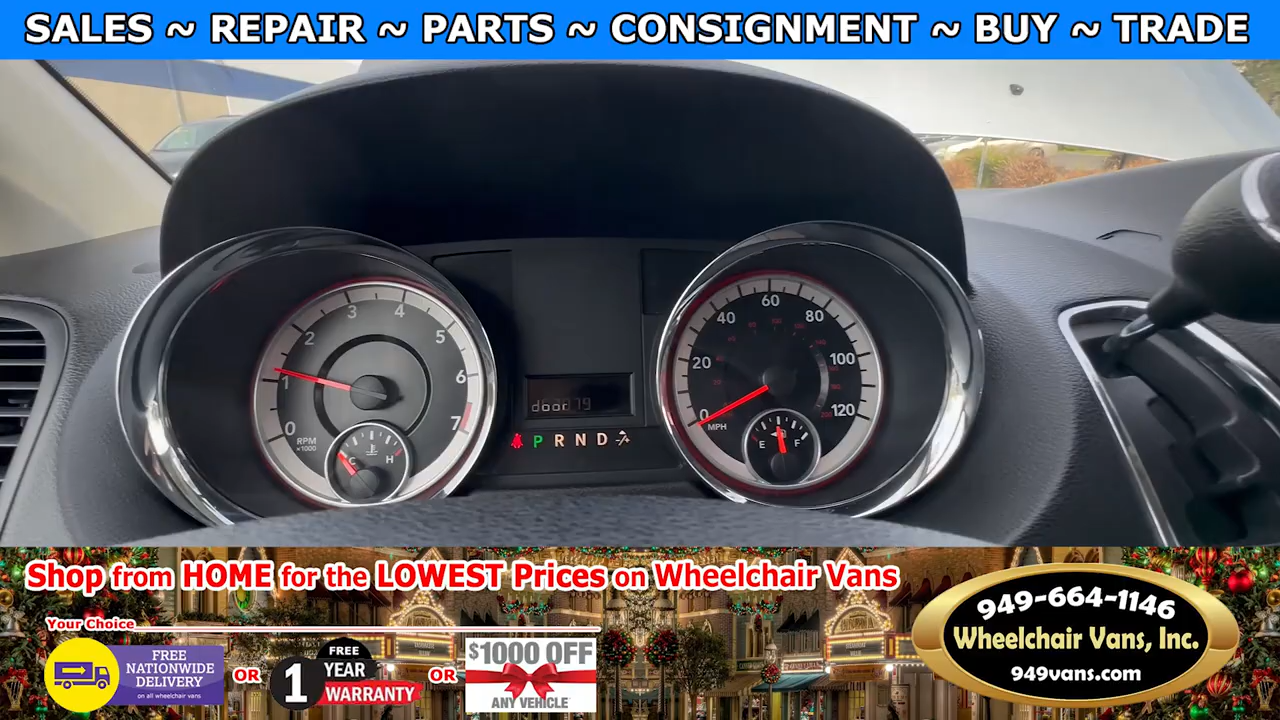 SALES ~ REPAIR ~ PARTS ~ CONSIGNMENT ~ BUY ~ TRADE
1 2 3 4 5 6 7
0
RPM
x1000
C H
door
P R N D
0 20 40 60 80 100 120
MPH
E F
Shop from HOME for the LOWEST Prices on Wheelchair Vans
Your Choice
FREE
NATIONWIDE
DELIVERY
on all wheelchair vans
OR
FREE
1 YEAR
WARRANTY
OR
$1000 OFF
ANY VEHICLE
949-664-1146
Wheelchair Vans, Inc.
949vans.com